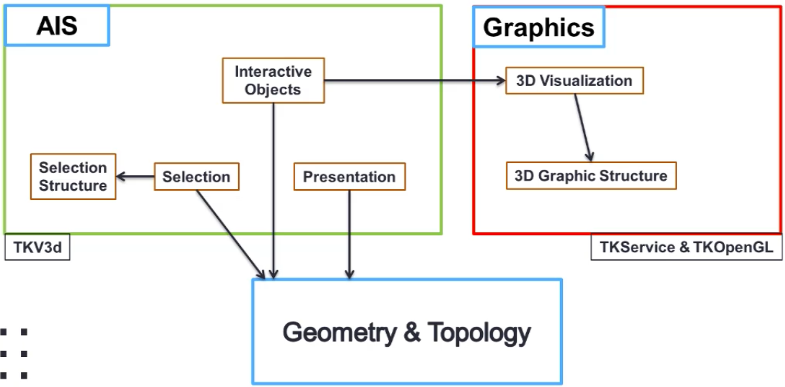 AIS
Graphics
Interactive
Objects
3D Visualization
Selection
Structure
Selection
Presentation
3D Graphic Structure
TKV3d
TKService & TKOpenGL
Geometry & Topology